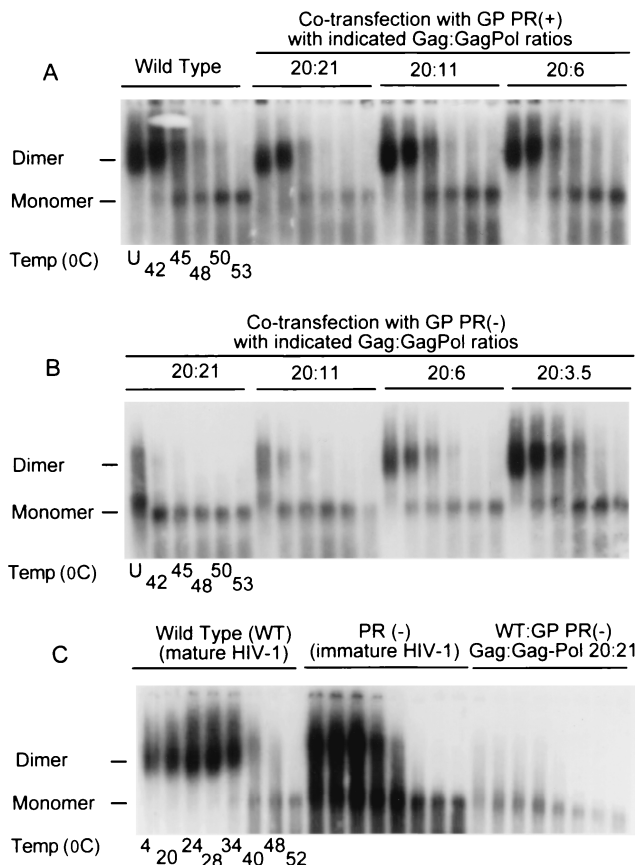 Co-transfection with GP PR(+)
with indicated Gag:GagPol ratios
A
Wild Type
20:21
20:11
20:6
Dimer
Monomer
Temp (0C)
U 42 45 48 50 53
Co-transfection with GP PR(-)
with indicated Gag:GagPol ratios
B
20:21
20:11
20:6
20:3.5
Dimer
Monomer
Temp (0C)
U 42 45 48 50 53
C
Wild Type (WT)
(mature HIV-1)
PR (-)
(immature HIV-1)
WT:GP PR(-)
Gag:Gag-Pol 20:21
Dimer
Monomer
Temp (0C)
4 20 24 28 34 40 48 52